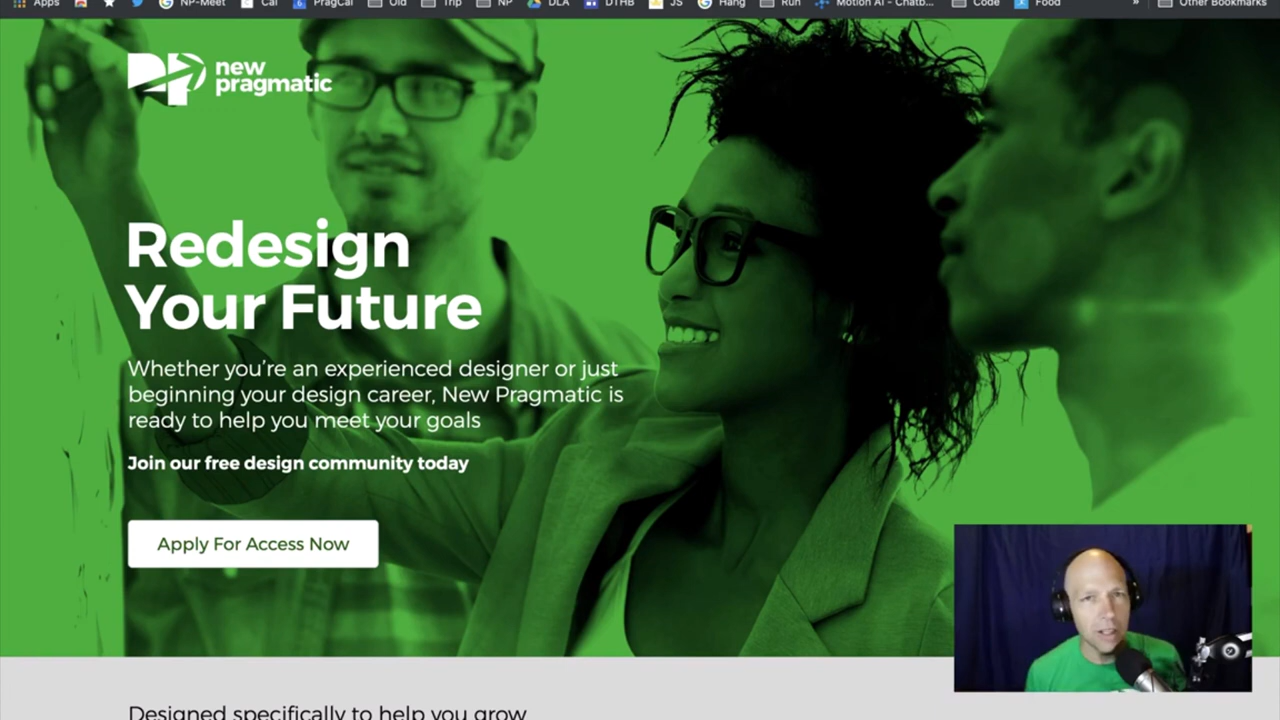 Apps
NP-Meet
Cal
PragCal
Old
Trip
NP
DLA
DTHB
JS
Hang
Run
Motion AI - Chatb...
Code
Food
»
Other Bookmarks
new
pragmatic
Redesign
Your Future
Whether you're an experienced designer or just
beginning your design career, New Pragmatic is
ready to help you meet your goals
Join our free design community today
Apply For Access Now
Designed specifically to help you grow